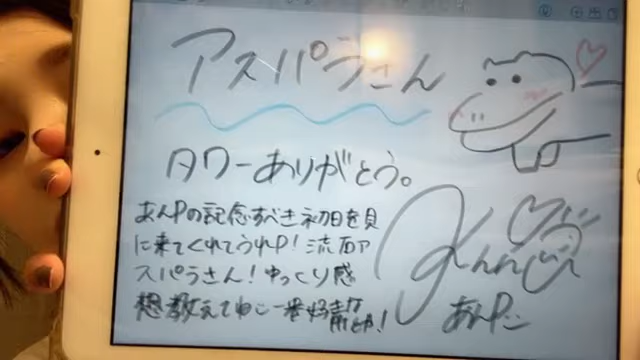 アスパラさん
タワーありがとう。
あんPの記念すべき初日を見
に来てくれてうれP！流石ア
スパラさん！ゆっくり感
想教えてねこ一番好き
あんP